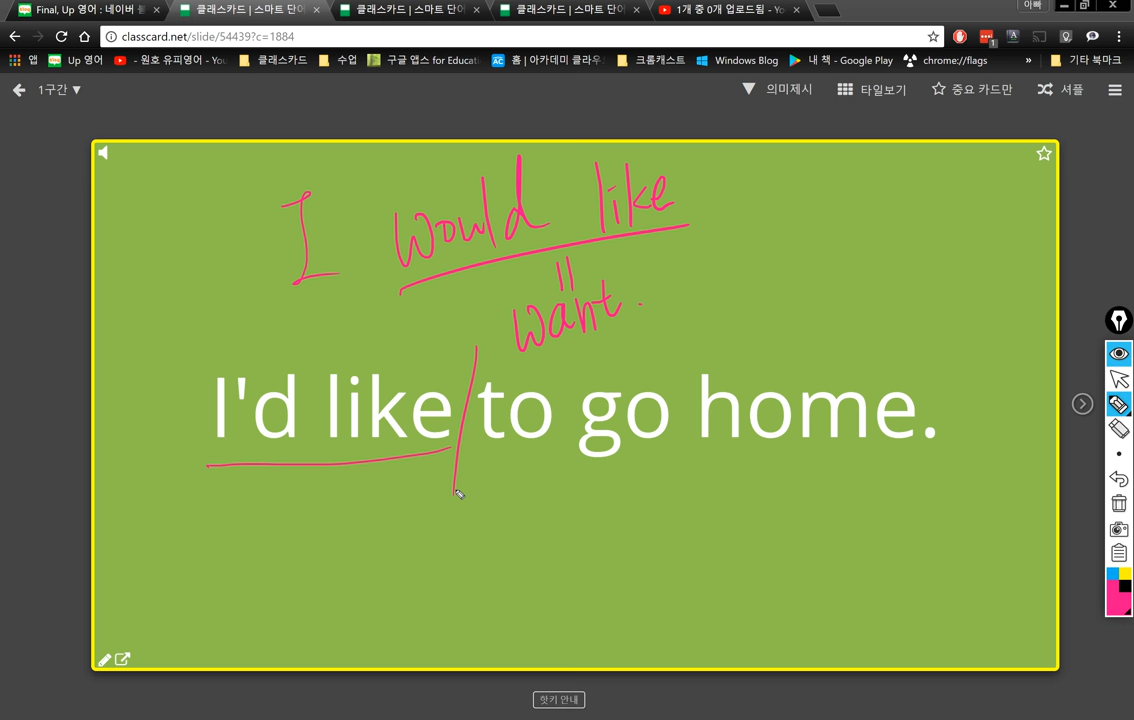 Final, Up 영어 : 네이버 블
클래스카드 | 스마트 단어
클래스카드 | 스마트 단어
클래스카드 | 스마트 단어
1개 중 0개 업로드됨 - Yo
아빠
classcard.net/slide/54439?c=1884
1
앱
Up 영어
- 원호 유피영어 - You
클래스카드
수업
구글 앱스 for Educati
홈 | 아카데미 클라우
크롬캐스트
Windows Blog
내 책 - Google Play
chrome://flags
»
기타 북마크
1구간 ▼
▼ 의미제시
타일보기
중요 카드만
셔플
I would like
want.
I'd like to go home.
핫키 안내